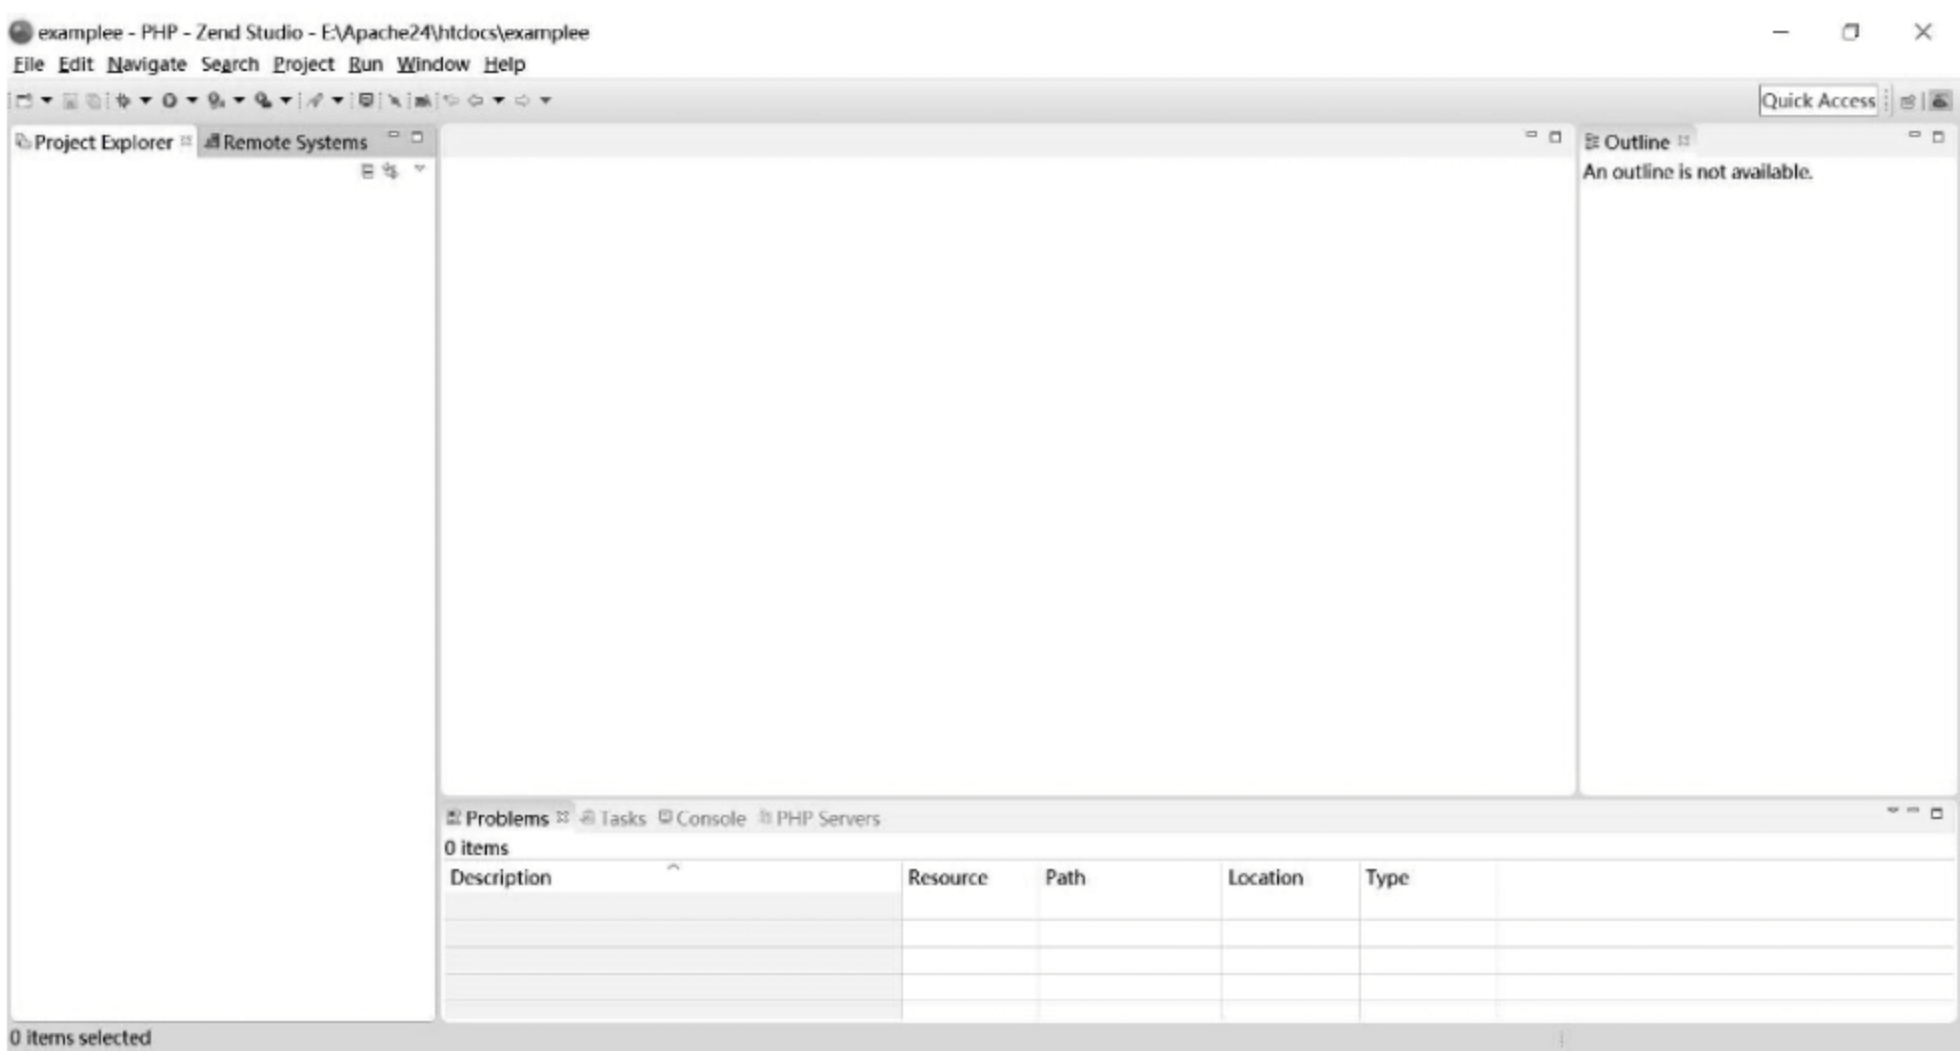 examplee - PHP - Zend Studio - E:\Apache24\htdocs\examplee
File Edit Navigate Search Project Run Window Help
Quick Access
Project Explorer Remote Systems
Outline
An outline is not available.
Problems Tasks Console PHP Servers
0 items
Description Resource Path Location Type
0 items selected